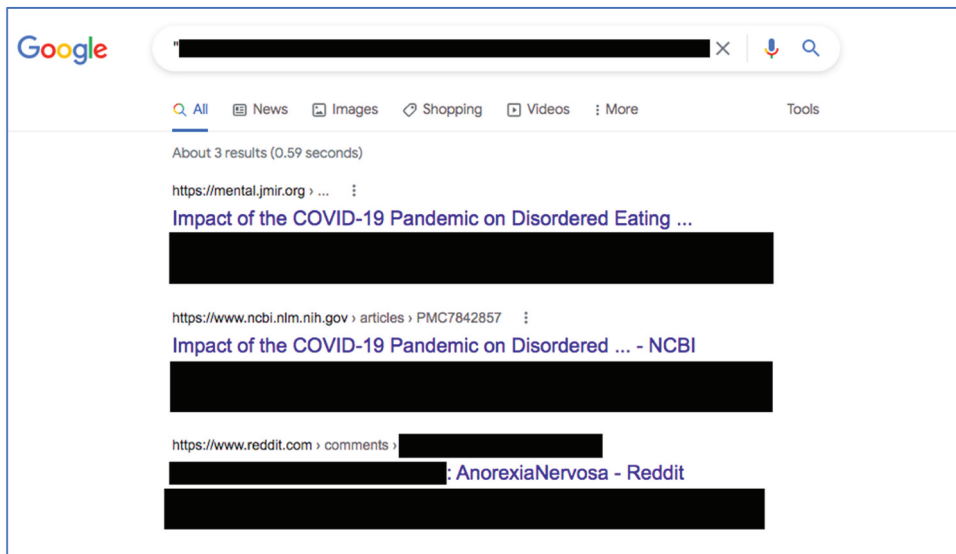 Google
"
All News Images Shopping Videos More Tools
About 3 results (0.59 seconds)
https://mental.jmir.org › ...
Impact of the COVID-19 Pandemic on Disordered Eating ...
https://www.ncbi.nlm.nih.gov › articles › PMC7842857
Impact of the COVID-19 Pandemic on Disordered ... - NCBI
https://www.reddit.com › comments ›
: AnorexiaNervosa - Reddit